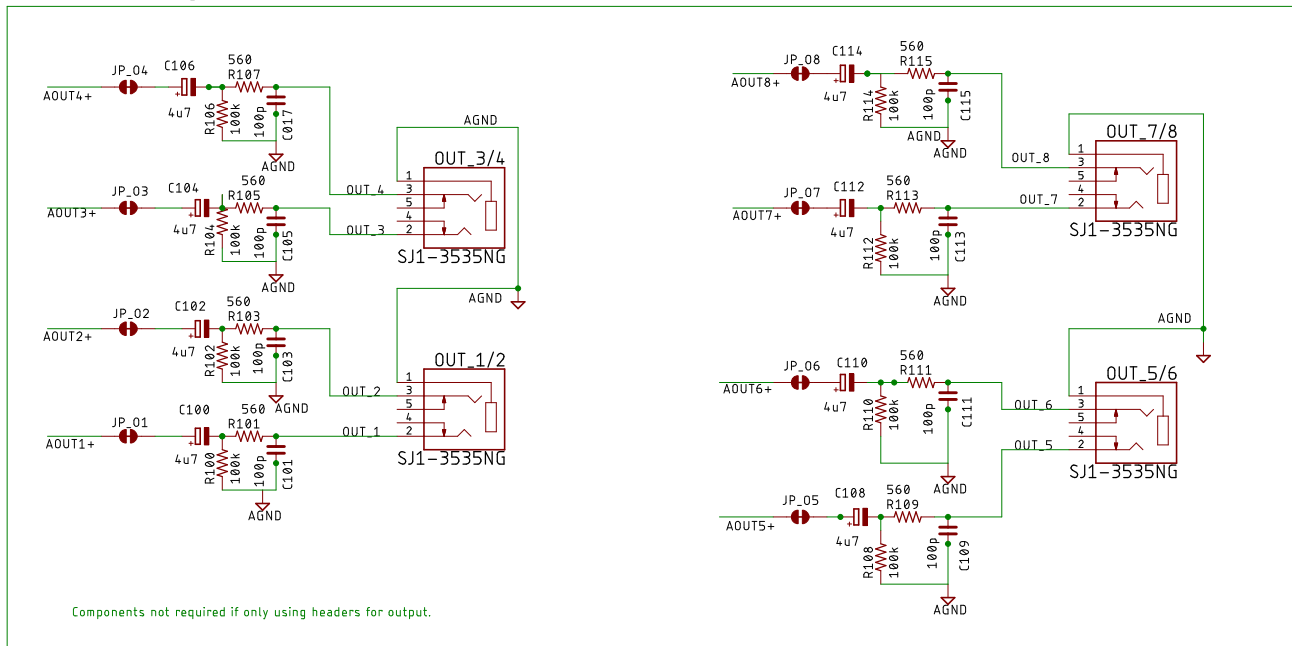 560
C106
R107
JP_O4
AOUT4+
4u7
R106
100k
100p
C017
AGND
AGND
OUT_3/4
1
3
5
4
2
OUT_4
OUT_3
SJ1-3535NG
JP_O3
C104
560
R105
AOUT3+
4u7
R104
100k
100p
C105
AGND
AGND
JP_O2
C102
560
R103
AOUT2+
4u7
R102
100k
100p
C103
AGND
OUT_1/2
1
3
5
4
2
OUT_2
OUT_1
SJ1-3535NG
JP_O1
C100
560
R101
AOUT1+
4u7
R100
100k
100p
C101
AGND
560
C114
R115
JP_O8
AOUT8+
4u7
R114
100k
100p
C115
AGND
AGND
OUT_7/8
1
3
5
4
2
OUT_8
OUT_7
SJ1-3535NG
JP_O7
C112
560
R113
AOUT7+
4u7
R112
100k
100p
C113
AGND
AGND
JP_O6
C110
560
R111
AOUT6+
4u7
R110
100k
100p
C111
AGND
OUT_5/6
1
3
5
4
2
OUT_6
OUT_5
SJ1-3535NG
JP_O5
C108
560
R109
AOUT5+
4u7
R108
100k
100p
C109
AGND
Components not required if only using headers for output.